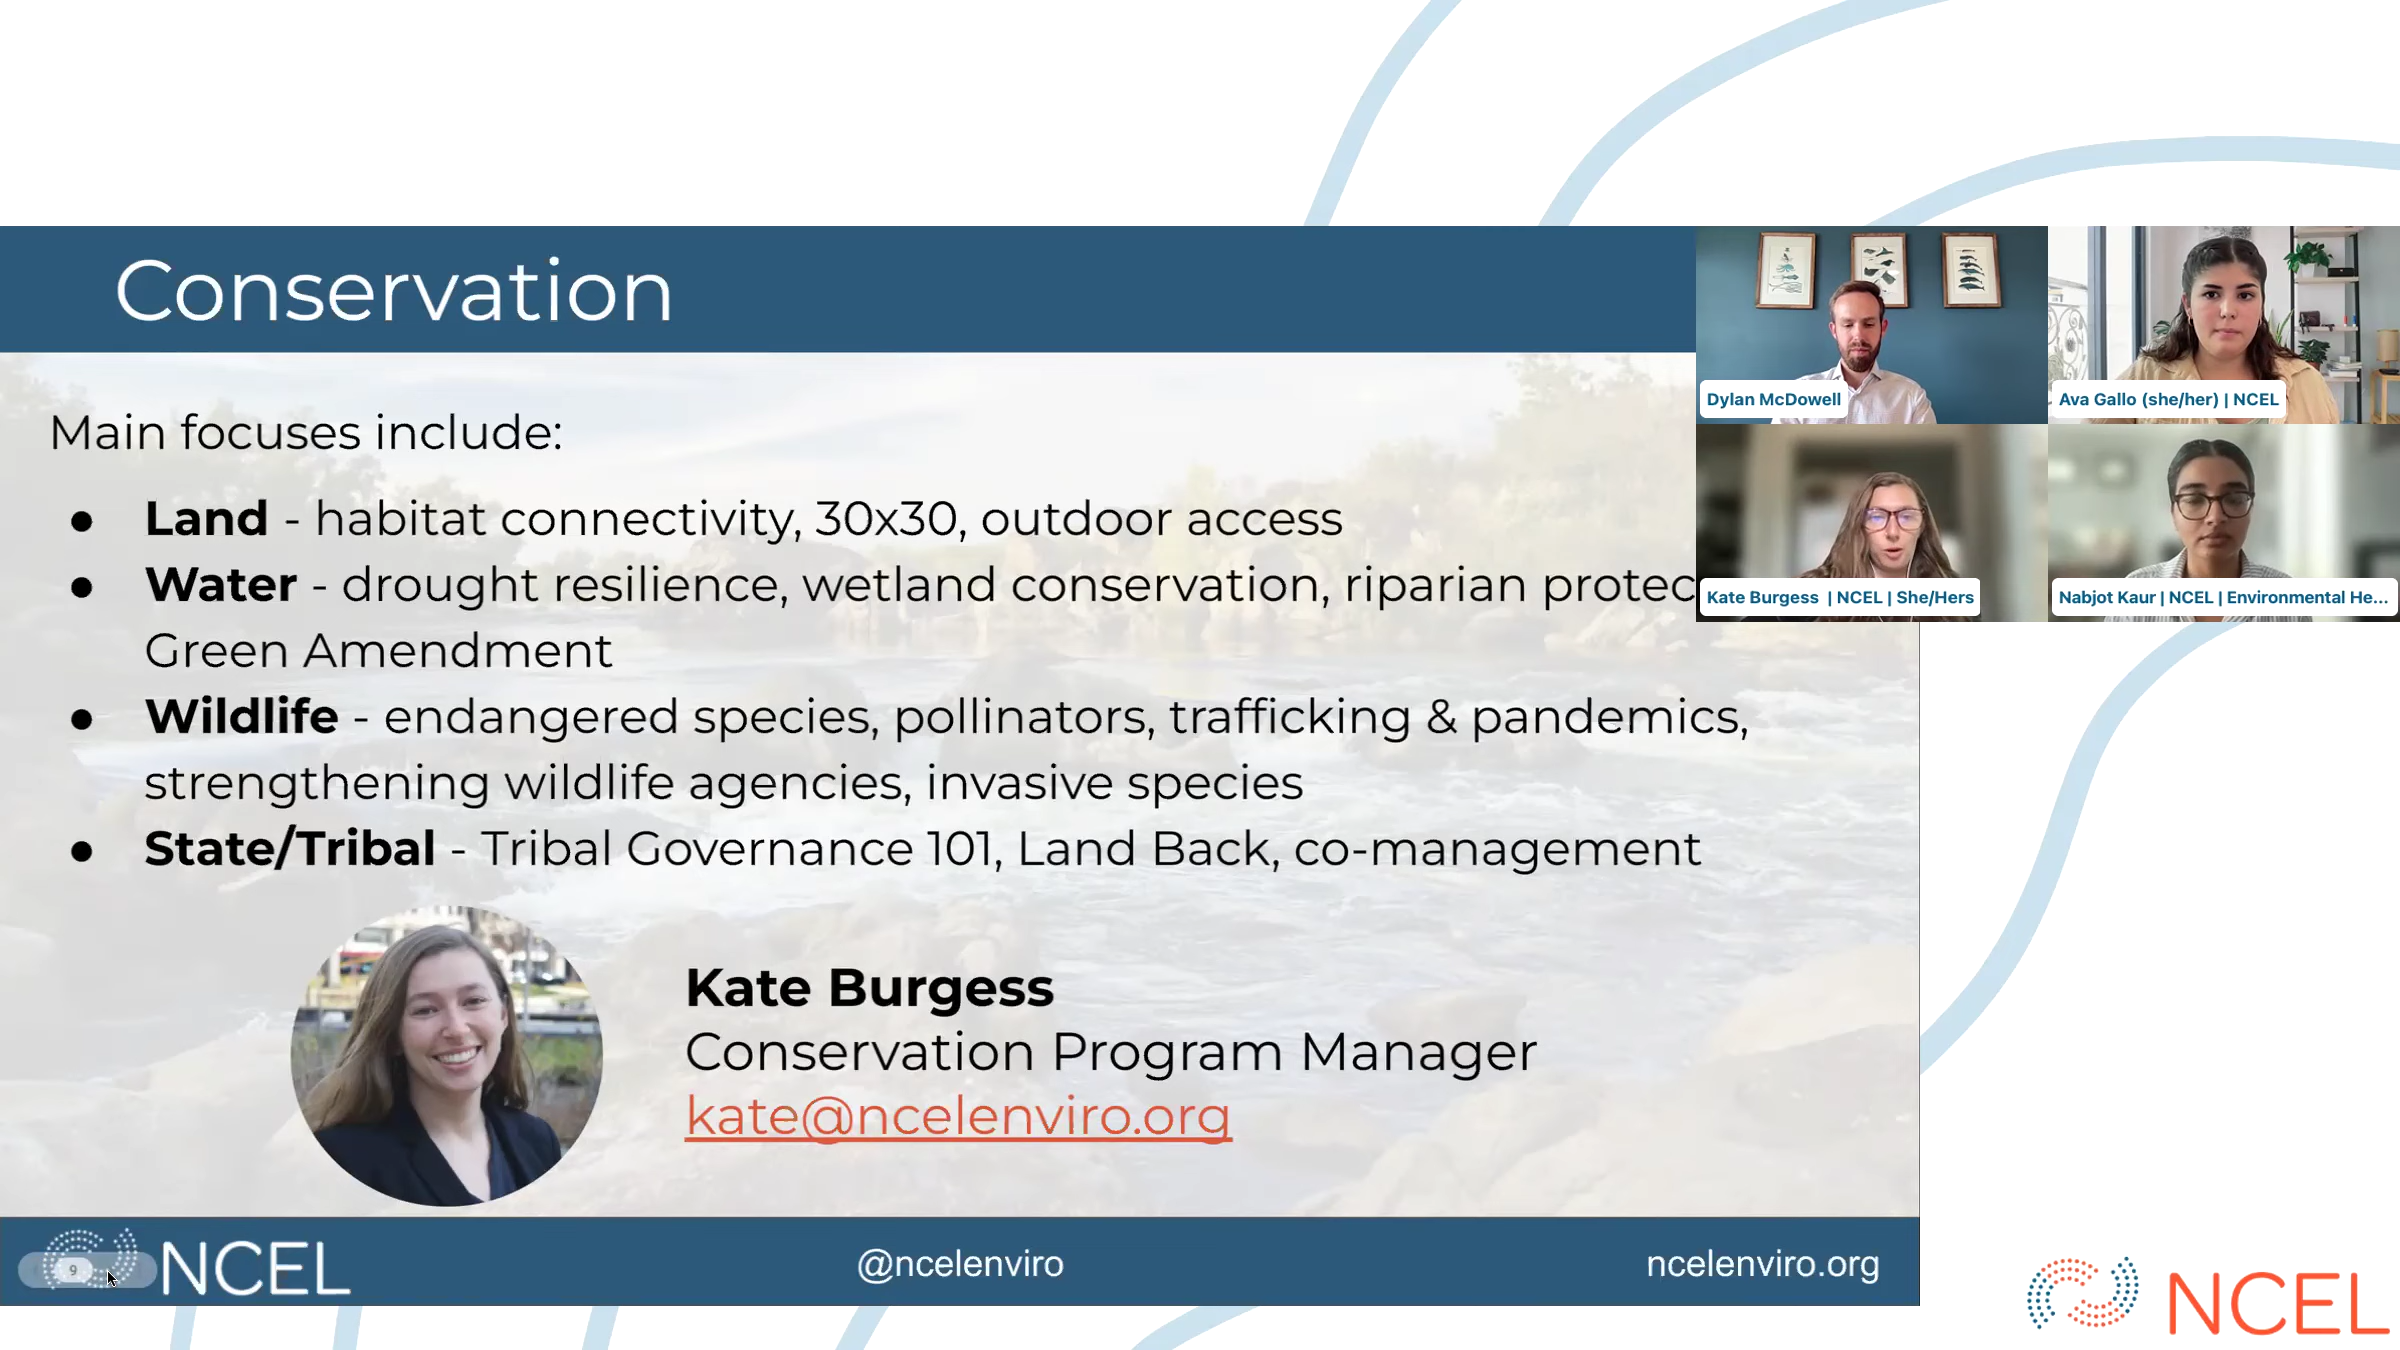 Conservation
Main focuses include:
● Land - habitat connectivity, 30x30, outdoor access
● Water - drought resilience, wetland conservation, riparian
Green Amendment
● Wildlife - endangered species, pollinators, trafficking & pandemics,
strengthening wildlife agencies, invasive species
● State/Tribal - Tribal Governance 101, Land Back, co-management
Kate Burgess
Conservation Program Manager
kate@ncelenviro.org
9
NCEL
@ncelenviro
ncelenviro.org
Dylan McDowell
Ava Gallo (she/her) | NCEL
Kate Burgess | NCEL | She/Hers
Nabjot Kaur | NCEL | Environmental He...
NCEL